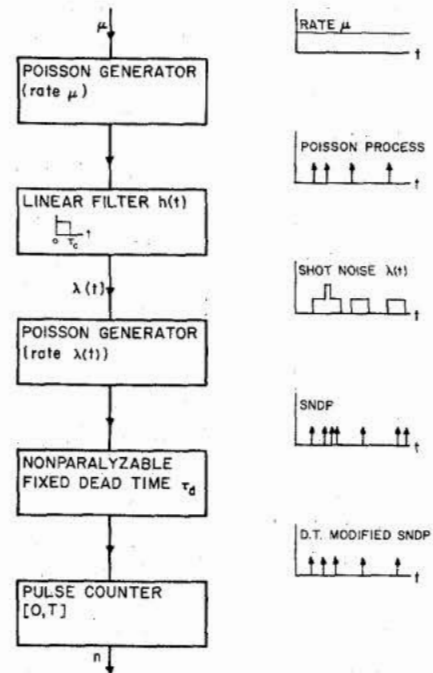 μ
POISSON GENERATOR
(rate μ)
LINEAR FILTER h(t)
0 τc t
λ(t)
POISSON GENERATOR
(rate λ(t))
NONPARALYZABLE
FIXED DEAD TIME τd
PULSE COUNTER
[0,T]
n
RATE μ
t
POISSON PROCESS
t
SHOT NOISE λ(t)
t
SNDP
t
D.T. MODIFIED SNDP
t